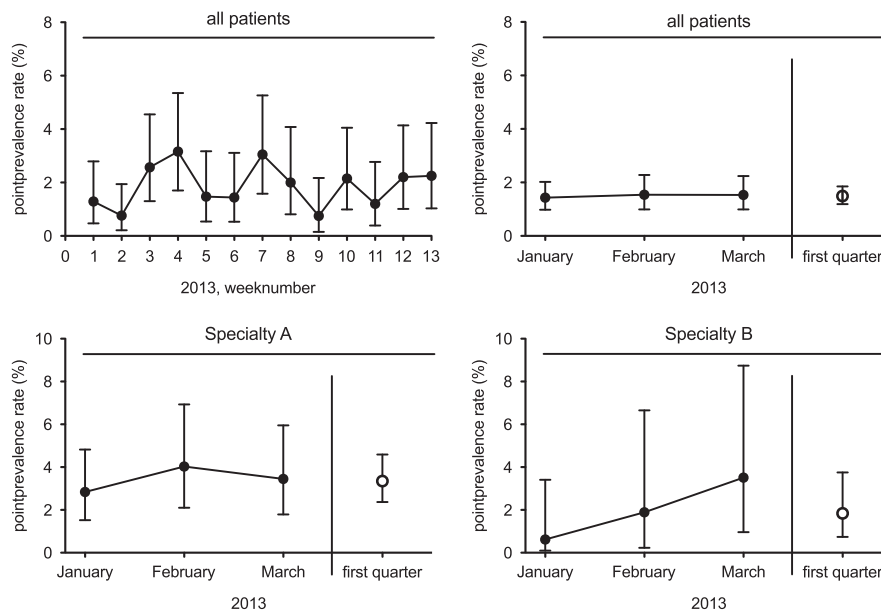 all patients
pointprevalence rate (%)
8
6
4
2
0
0 1 2 3 4 5 6 7 8 9 10 11 12 13
2013, weeknumber
all patients
pointprevalence rate (%)
8
6
4
2
0
January February March first quarter
2013
Specialty A
pointprevalence rate (%)
10
8
6
4
2
0
January February March first quarter
2013
Specialty B
pointprevalence rate (%)
10
8
6
4
2
0
January February March first quarter
2013